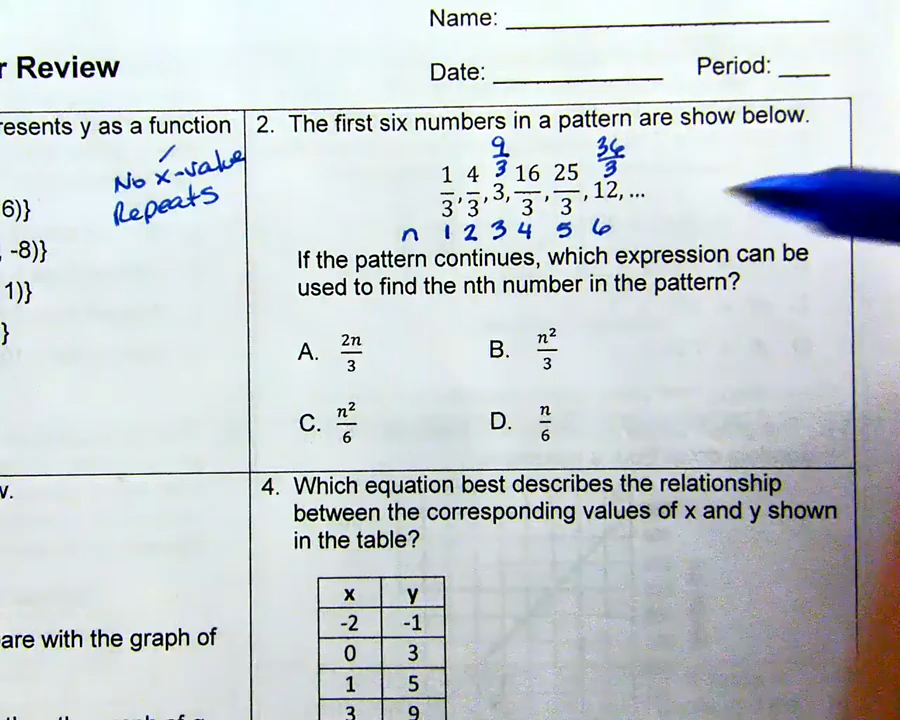 Name:
r Review
Date: Period:
resents y as a function
No x-value
Repeats
6)}
-8)}
1)}
}
2. The first six numbers in a pattern are show below.
9/3 36/3
1/3, 4/3, 3, 16/3, 25/3, 12, ...
n 1 2 3 4 5 6
If the pattern continues, which expression can be
used to find the nth number in the pattern?
A. 2n/3 B. n²/3
C. n²/6 D. n/6
are with the graph of
4. Which equation best describes the relationship
between the corresponding values of x and y shown
in the table?
x y
-2 -1
0 3
1 5
3 9